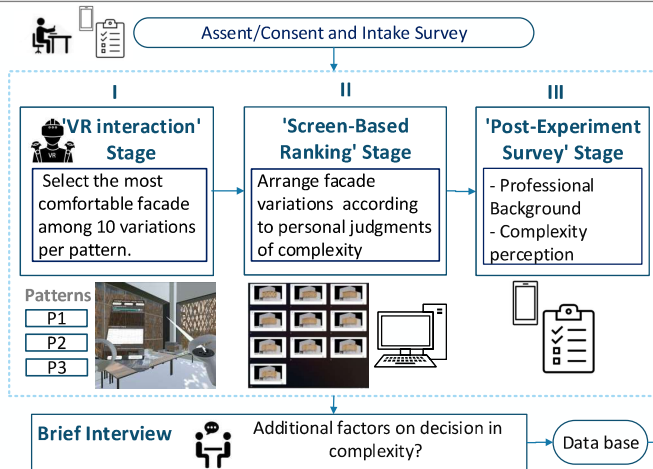 Assent/Consent and Intake Survey
I
II
III
'VR interaction'
Stage
VR
Select the most
comfortable facade
among 10 variations
per pattern.
'Screen-Based
Ranking' Stage
Arrange facade
variations according
to personal judgments
of complexity
'Post-Experiment
Survey' Stage
- Professional
Background
- Complexity
perception
Patterns
P1
P2
P3
Brief Interview
Additional factors on decision in
complexity?
Data base